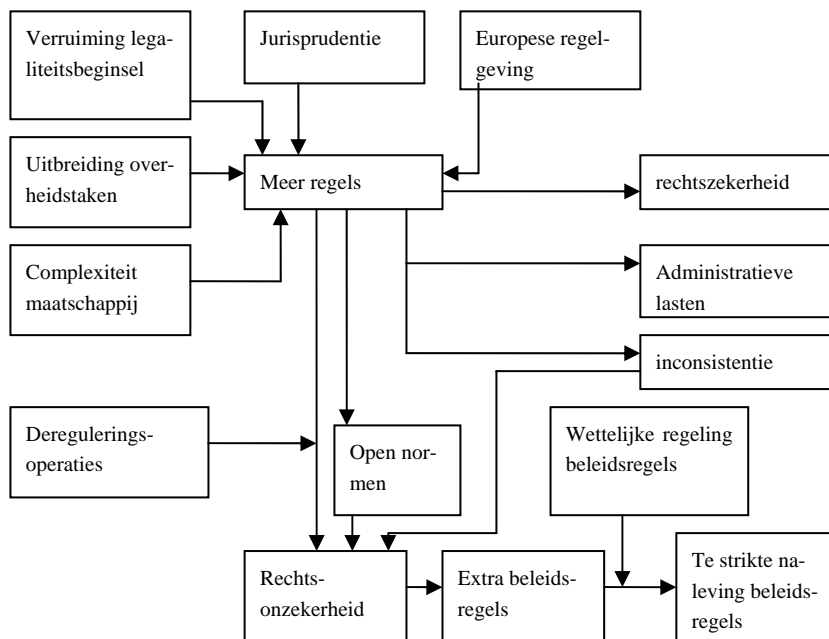 Verruiming lega-
liteitsbeginsel
Jurisprudentie
Europese regel-
geving
Uitbreiding over-
heidstaken
Meer regels
rechtszekerheid
Complexiteit
maatschappij
Administratieve
lasten
inconsistentie
Deregulerings-
operaties
Open nor-
men
Wettelijke regeling
beleidsregels
Rechts-
onzekerheid
Extra beleids-
regels
Te strikte na-
leving beleids-
regels